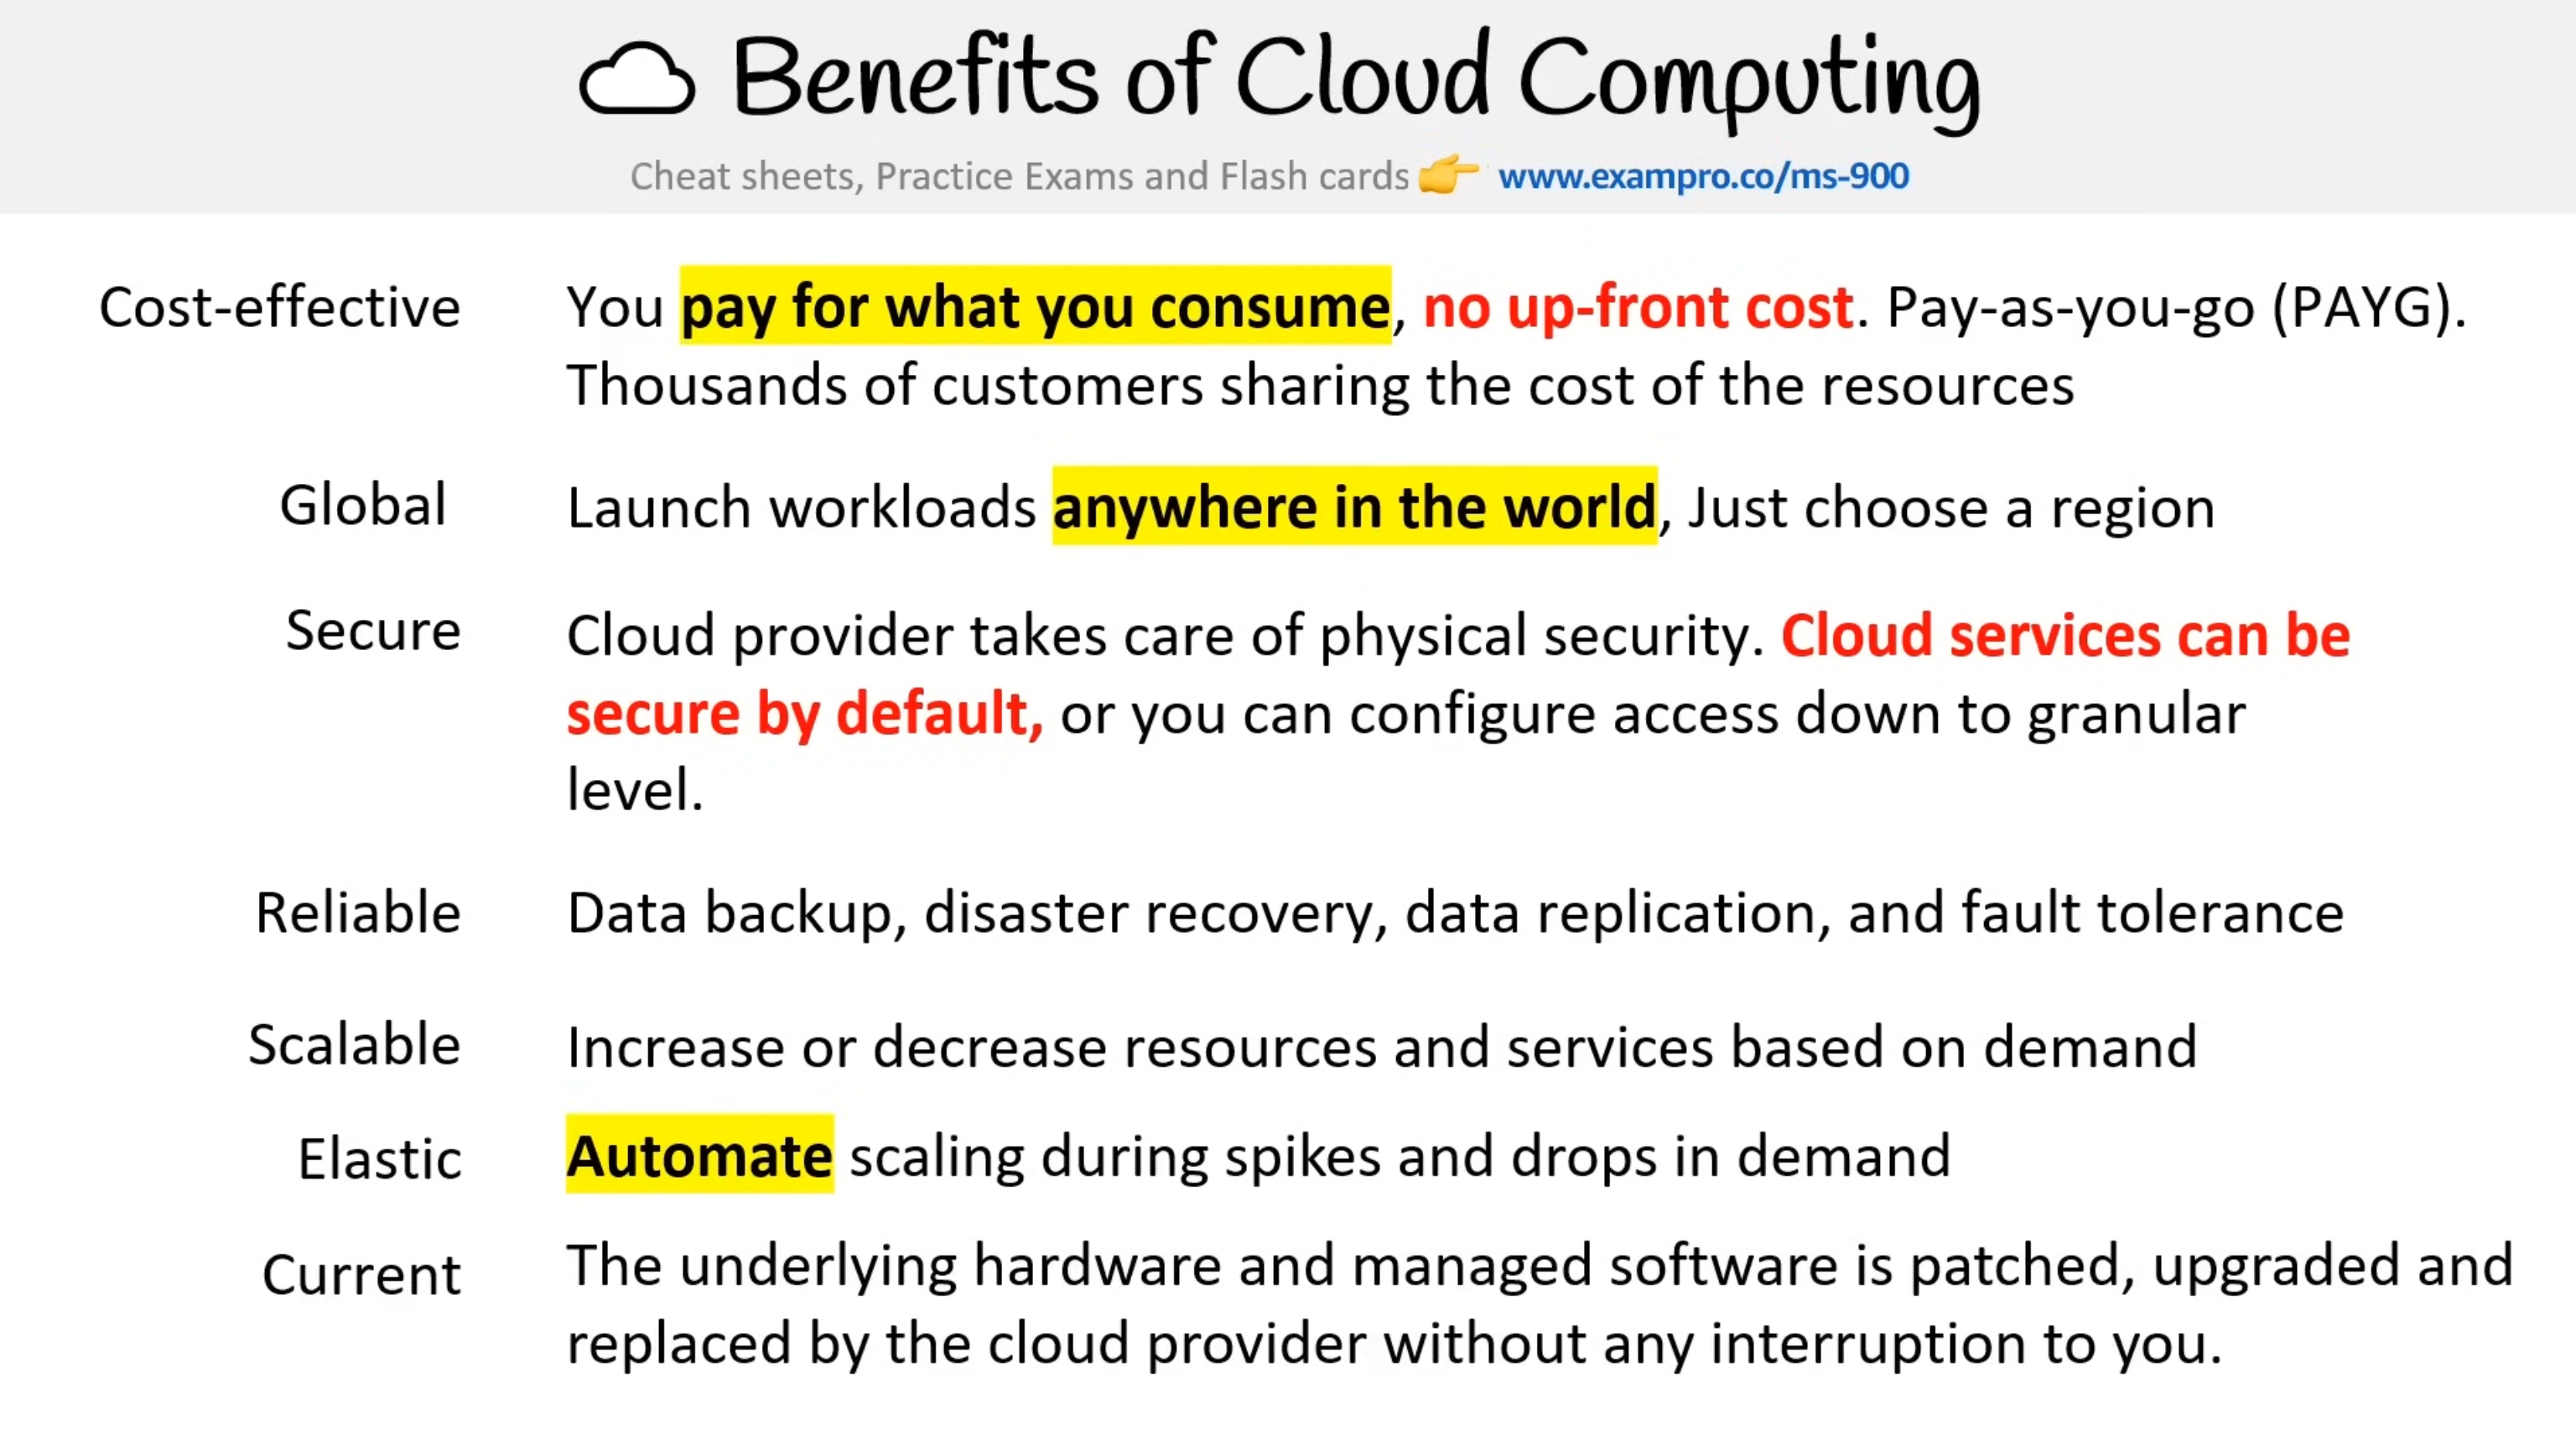 Benefits of Cloud Computing
Cheat sheets, Practice Exams and Flash cards www.exampro.co/ms-900
Cost-effective You pay for what you consume, no up-front cost. Pay-as-you-go (PAYG).
Thousands of customers sharing the cost of the resources
Global Launch workloads anywhere in the world, Just choose a region
Secure Cloud provider takes care of physical security. Cloud services can be
secure by default, or you can configure access down to granular
level.
Reliable Data backup, disaster recovery, data replication, and fault tolerance
Scalable Increase or decrease resources and services based on demand
Elastic Automate scaling during spikes and drops in demand
Current The underlying hardware and managed software is patched, upgraded and
replaced by the cloud provider without any interruption to you.